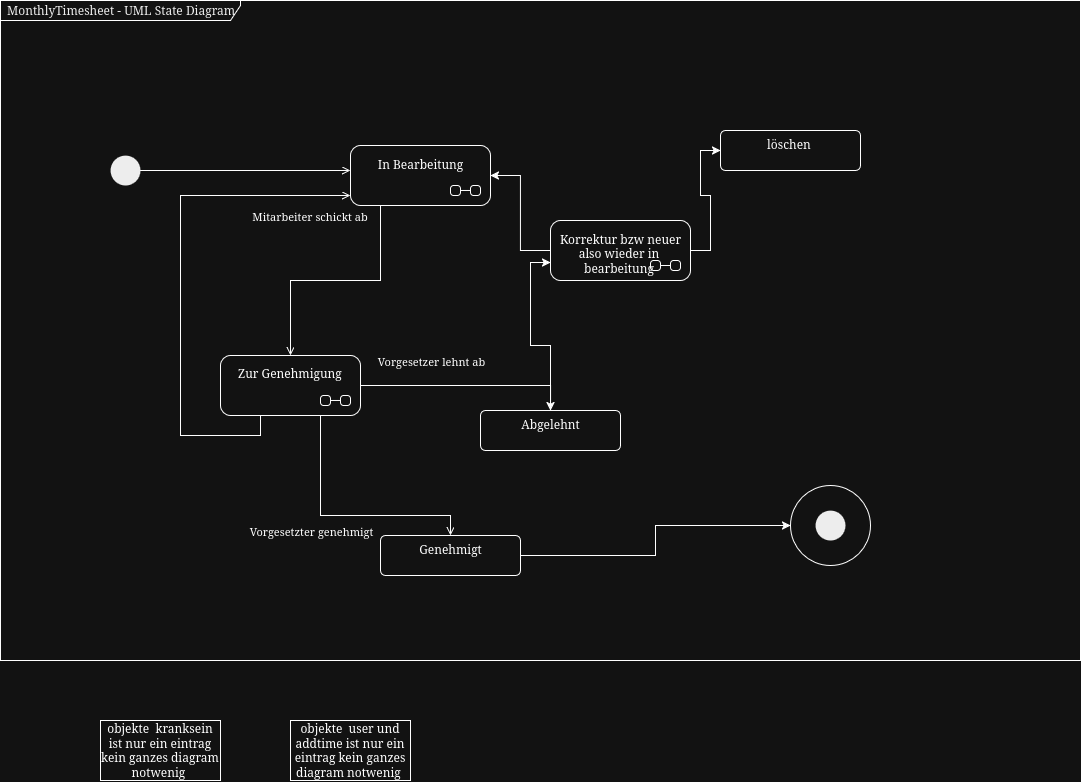 MonthlyTimesheet - UML State Diagram
löschen
In Bearbeitung
Mitarbeiter schickt ab
Korrektur bzw neuer
also wieder in
bearbeitung
Vorgesetzer lehnt ab
Zur Genehmigung
Abgelehnt
Vorgesetzter genehmigt
Genehmigt
objekte kranksein
ist nur ein eintrag
kein ganzes diagram
notwenig
objekte user und
addtime ist nur ein
eintrag kein ganzes
diagram notwenig